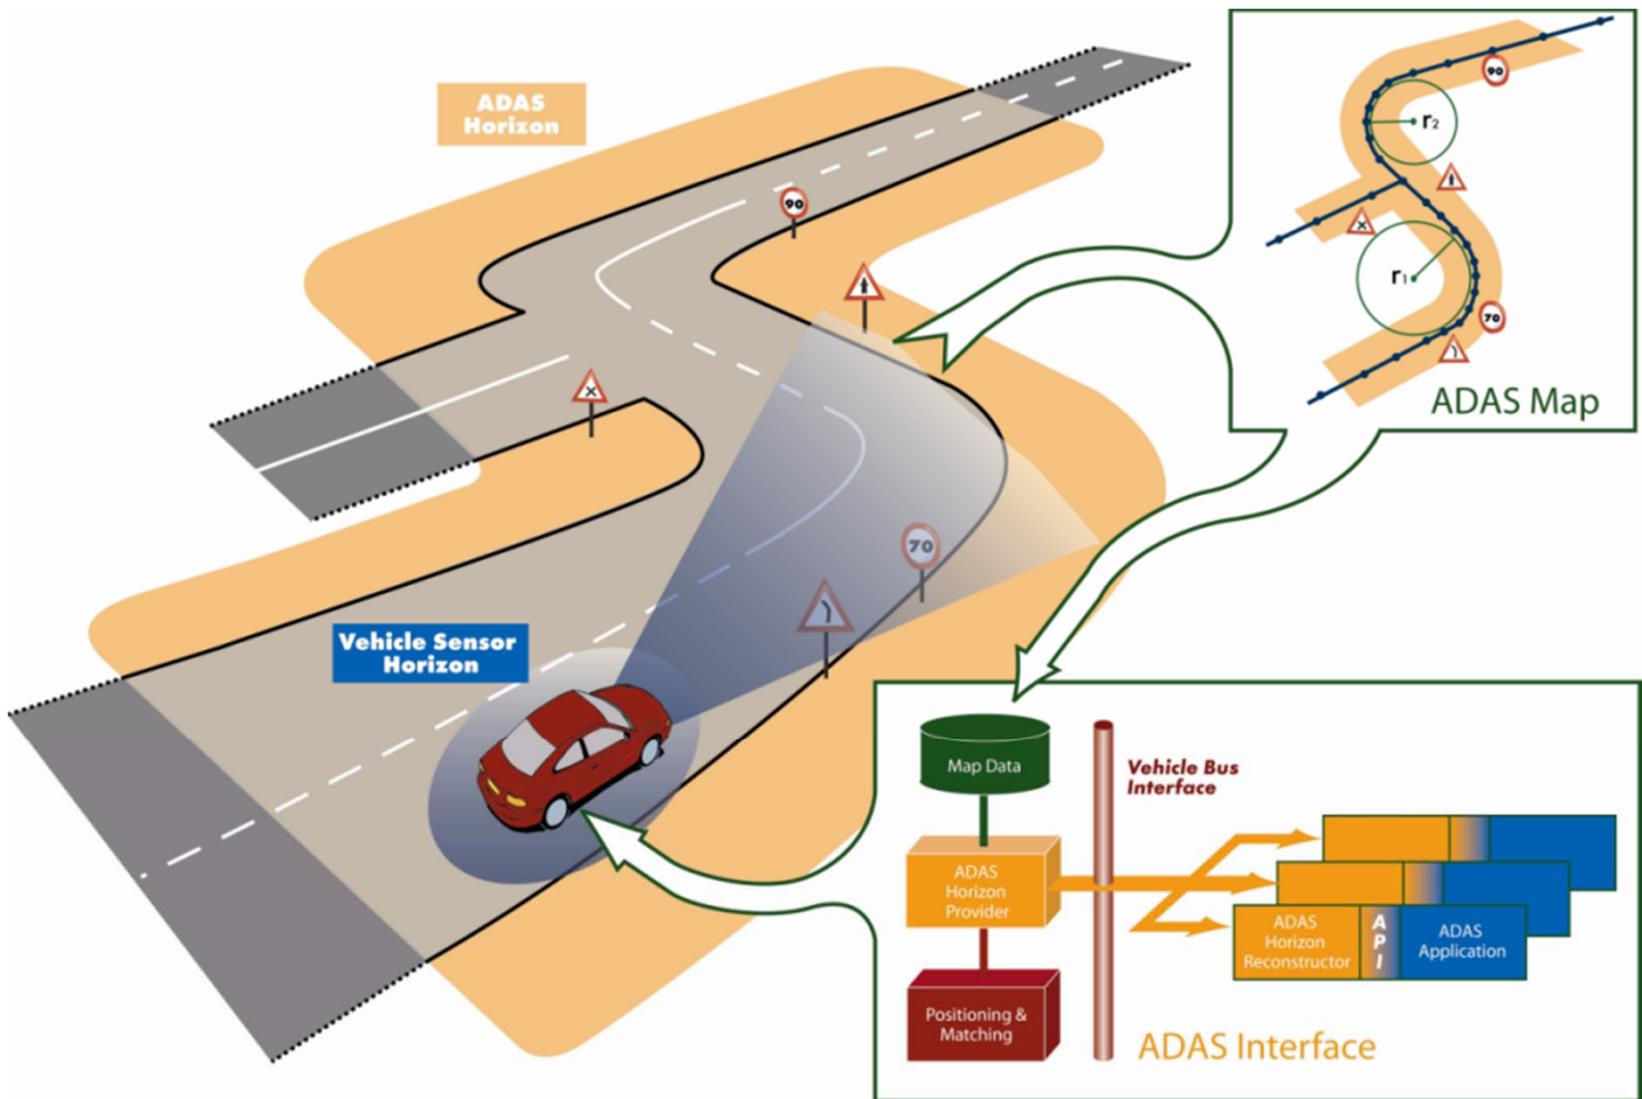 ADAS
Horizon
90
X
70
Vehicle Sensor
Horizon
90
r2
X
r1
70
ADAS Map
Map Data
Vehicle Bus
Interface
ADAS
Horizon
Provider
ADAS
Horizon
Reconstructor
A
P
I
ADAS
Application
Positioning &
Matching
ADAS Interface